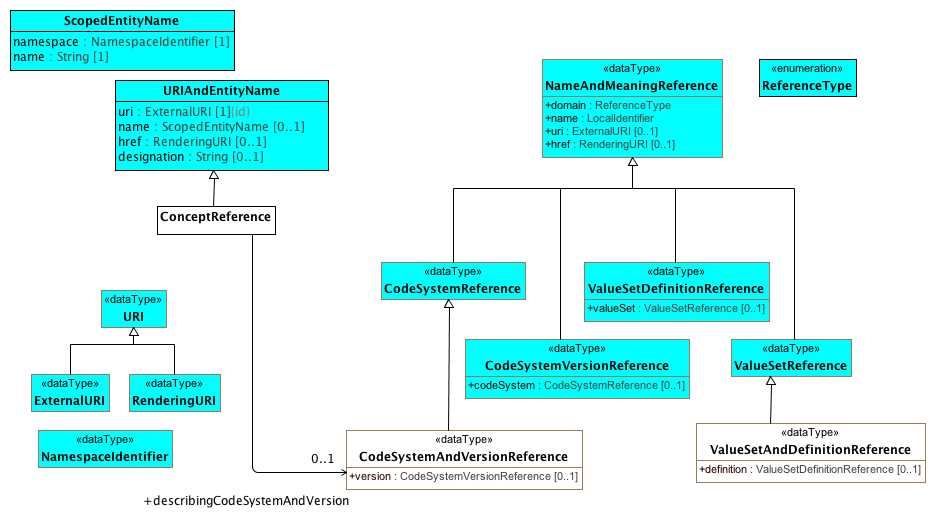 ScopedEntityName
namespace : NamespaceIdentifier [1]
name : String [1]
URIAndEntityName
uri : ExternalURI [1]{id}
name : ScopedEntityName [0..1]
href : RenderingURI [0..1]
designation : String [0..1]
ConceptReference
«dataType»
NameAndMeaningReference
+domain : ReferenceType
+name : LocalIdentifier
+uri : ExternalURI [0..1]
+href : RenderingURI [0..1]
«enumeration»
ReferenceType
«dataType»
CodeSystemReference
«dataType»
ValueSetDefinitionReference
+valueSet : ValueSetReference [0..1]
«dataType»
URI
«dataType»
CodeSystemVersionReference
+codeSystem : CodeSystemReference [0..1]
«dataType»
ValueSetReference
«dataType»
ExternalURI
«dataType»
RenderingURI
«dataType»
NamespaceIdentifier
«dataType»
CodeSystemAndVersionReference
+version : CodeSystemVersionReference [0..1]
«dataType»
ValueSetAndDefinitionReference
+definition : ValueSetDefinitionReference [0..1]
0..1
+describingCodeSystemAndVersion